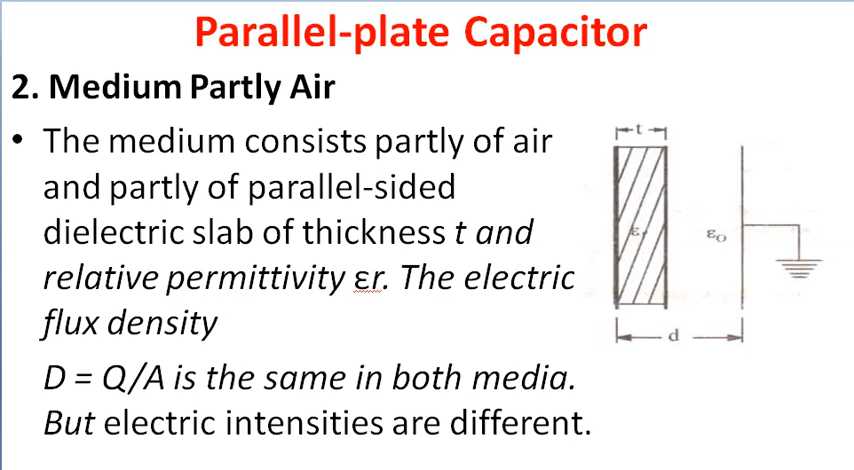 Parallel-plate Capacitor
2. Medium Partly Air
• The medium consists partly of air
and partly of parallel-sided
dielectric slab of thickness t and
relative permittivity εr. The electric
flux density
D = Q/A is the same in both media.
But electric intensities are different.
t
εr
ε₀
d